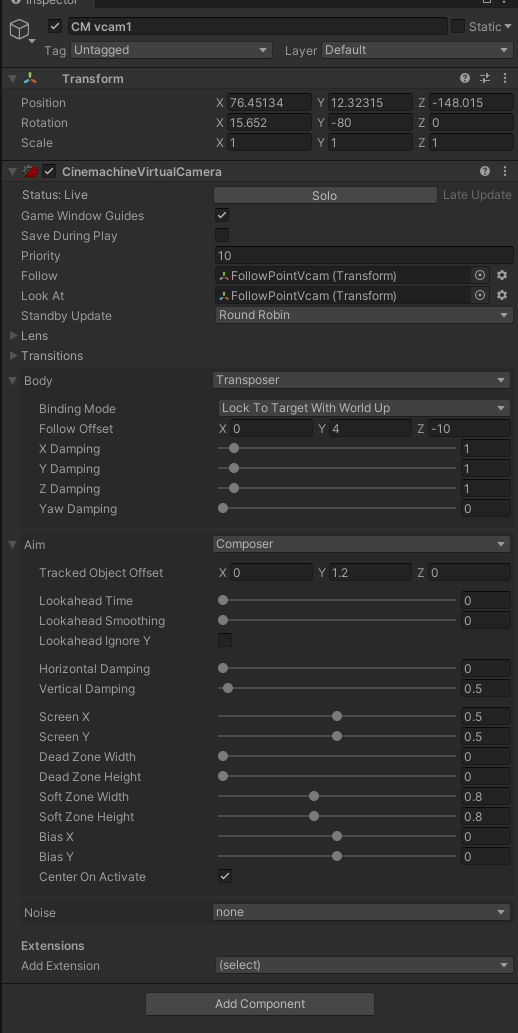 Inspector
CM vcam1 Static
Tag Untagged Layer Default
Transform
Position X 76.45134 Y 12.32315 Z -148.015
Rotation X 15.652 Y -80 Z 0
Scale X 1 Y 1 Z 1
CinemachineVirtualCamera
Status: Live Solo Late Update
Game Window Guides
Save During Play
Priority 10
Follow FollowPointVcam (Transform)
Look At FollowPointVcam (Transform)
Standby Update Round Robin
Lens
Transitions
Body Transposer
Binding Mode Lock To Target With World Up
Follow Offset X 0 Y 4 Z -10
X Damping 1
Y Damping 1
Z Damping 1
Yaw Damping 0
Aim Composer
Tracked Object Offset X 0 Y 1.2 Z 0
Lookahead Time 0
Lookahead Smoothing 0
Lookahead Ignore Y
Horizontal Damping 0
Vertical Damping 0.5
Screen X 0.5
Screen Y 0.5
Dead Zone Width 0
Dead Zone Height 0
Soft Zone Width 0.8
Soft Zone Height 0.8
Bias X 0
Bias Y 0
Center On Activate
Noise none
Extensions
Add Extension (select)
Add Component